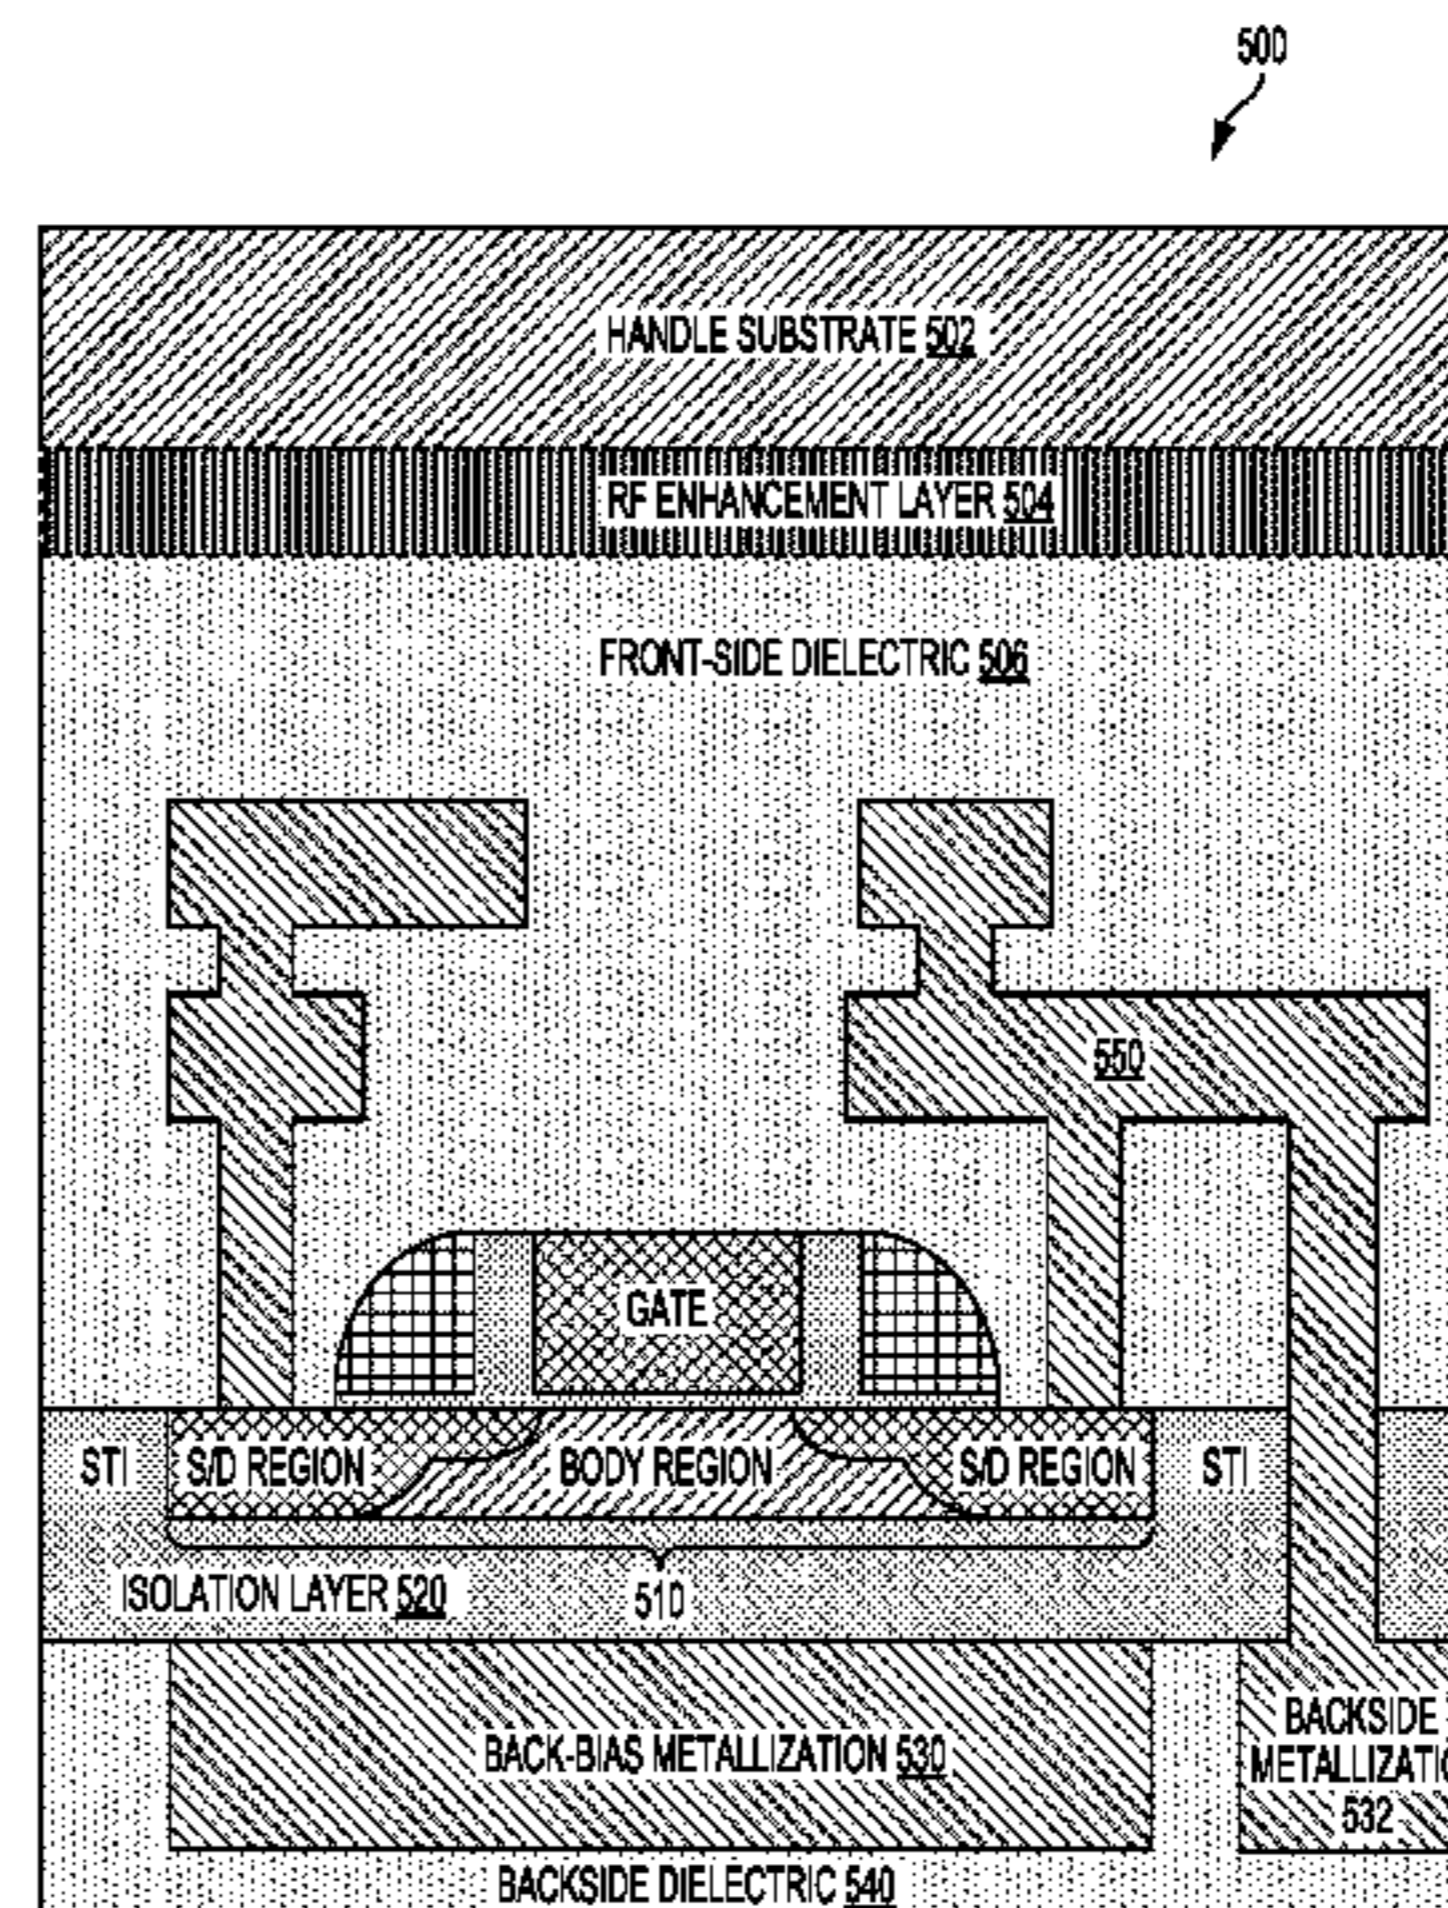 500
HANDLE SUBSTRATE 502
RF ENHANCEMENT LAYER 504
FRONT-SIDE DIELECTRIC 506
550
GATE
STI S/D REGION BODY REGION S/D REGION STI
ISOLATION LAYER 520 510
BACK-BIAS METALLIZATION 530
BACKSIDE
532
BACKSIDE DIELECTRIC 540